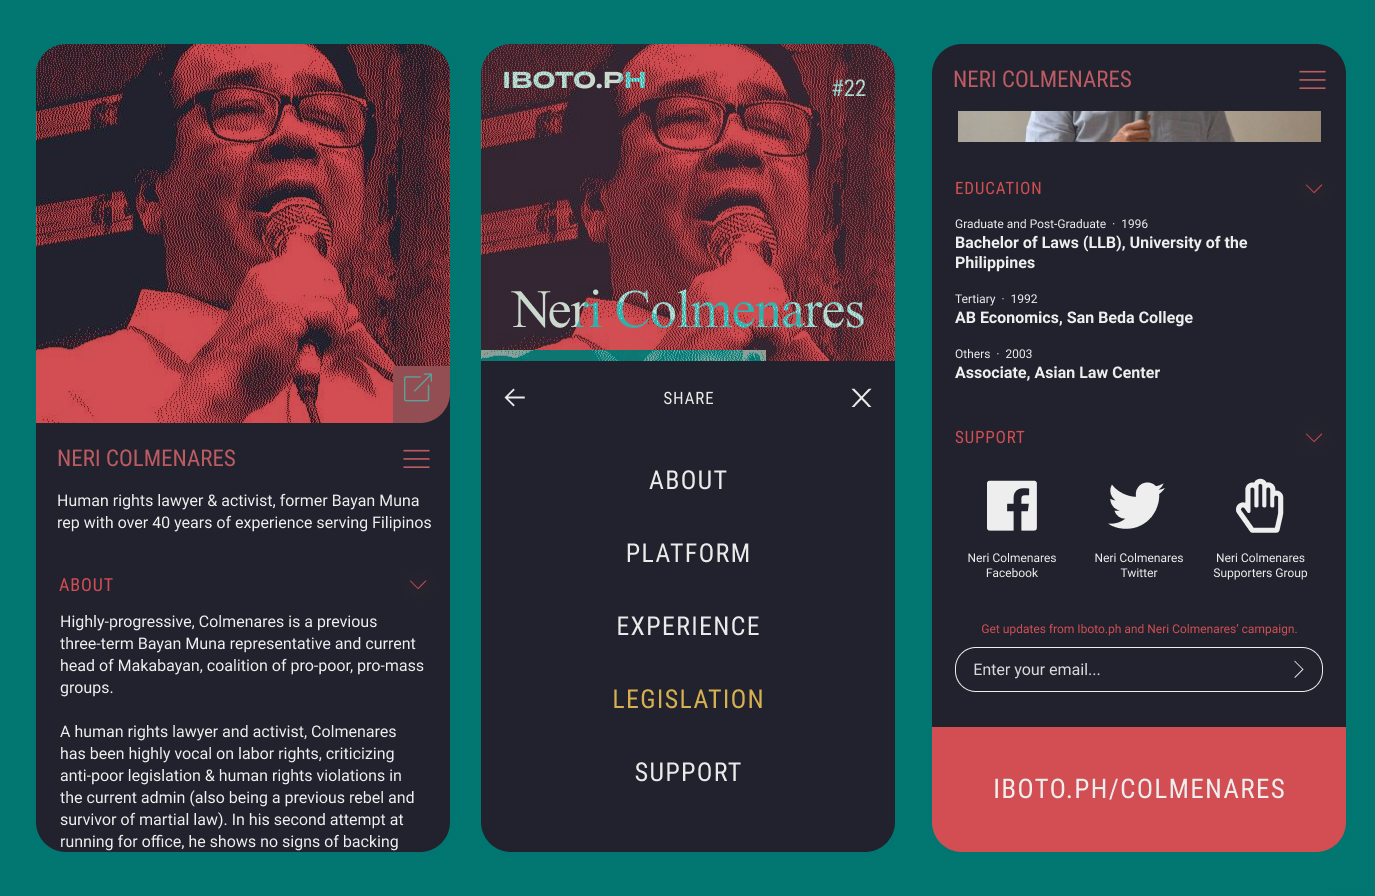 NERI COLMENARES
Human rights lawyer & activist, former Bayan Muna
rep with over 40 years of experience serving Filipinos
ABOUT
Highly-progressive, Colmenares is a previous
three-term Bayan Muna representative and current
head of Makabayan, coalition of pro-poor, pro-mass
groups.
A human rights lawyer and activist, Colmenares
has been highly vocal on labor rights, criticizing
anti-poor legislation & human rights violations in
the current admin (also being a previous rebel and
survivor of martial law). In his second attempt at
running for office, he shows no signs of backing
IBOTO.PH
#22
Neri Colmenares
SHARE
ABOUT
PLATFORM
EXPERIENCE
LEGISLATION
SUPPORT
NERI COLMENARES
EDUCATION
Graduate and Post-Graduate · 1996
Bachelor of Laws (LLB), University of the
Philippines
Tertiary · 1992
AB Economics, San Beda College
Others · 2003
Associate, Asian Law Center
SUPPORT
Neri Colmenares
Facebook
Neri Colmenares
Twitter
Neri Colmenares
Supporters Group
Get updates from Iboto.ph and Neri Colmenares' campaign.
Enter your email...
IBOTO.PH/COLMENARES